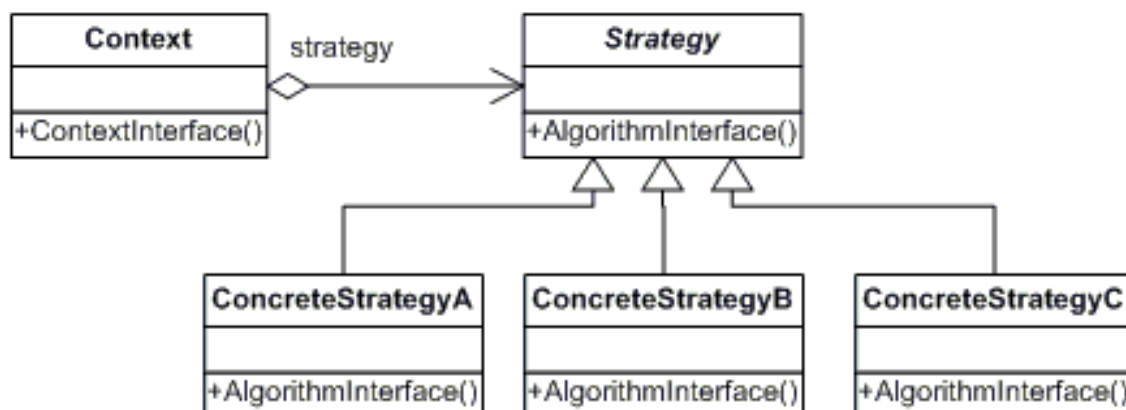 Context
strategy
Strategy
+ContextInterface()
+AlgorithmInterface()
ConcreteStrategyA
ConcreteStrategyB
ConcreteStrategyC
+AlgorithmInterface()
+AlgorithmInterface()
+AlgorithmInterface()